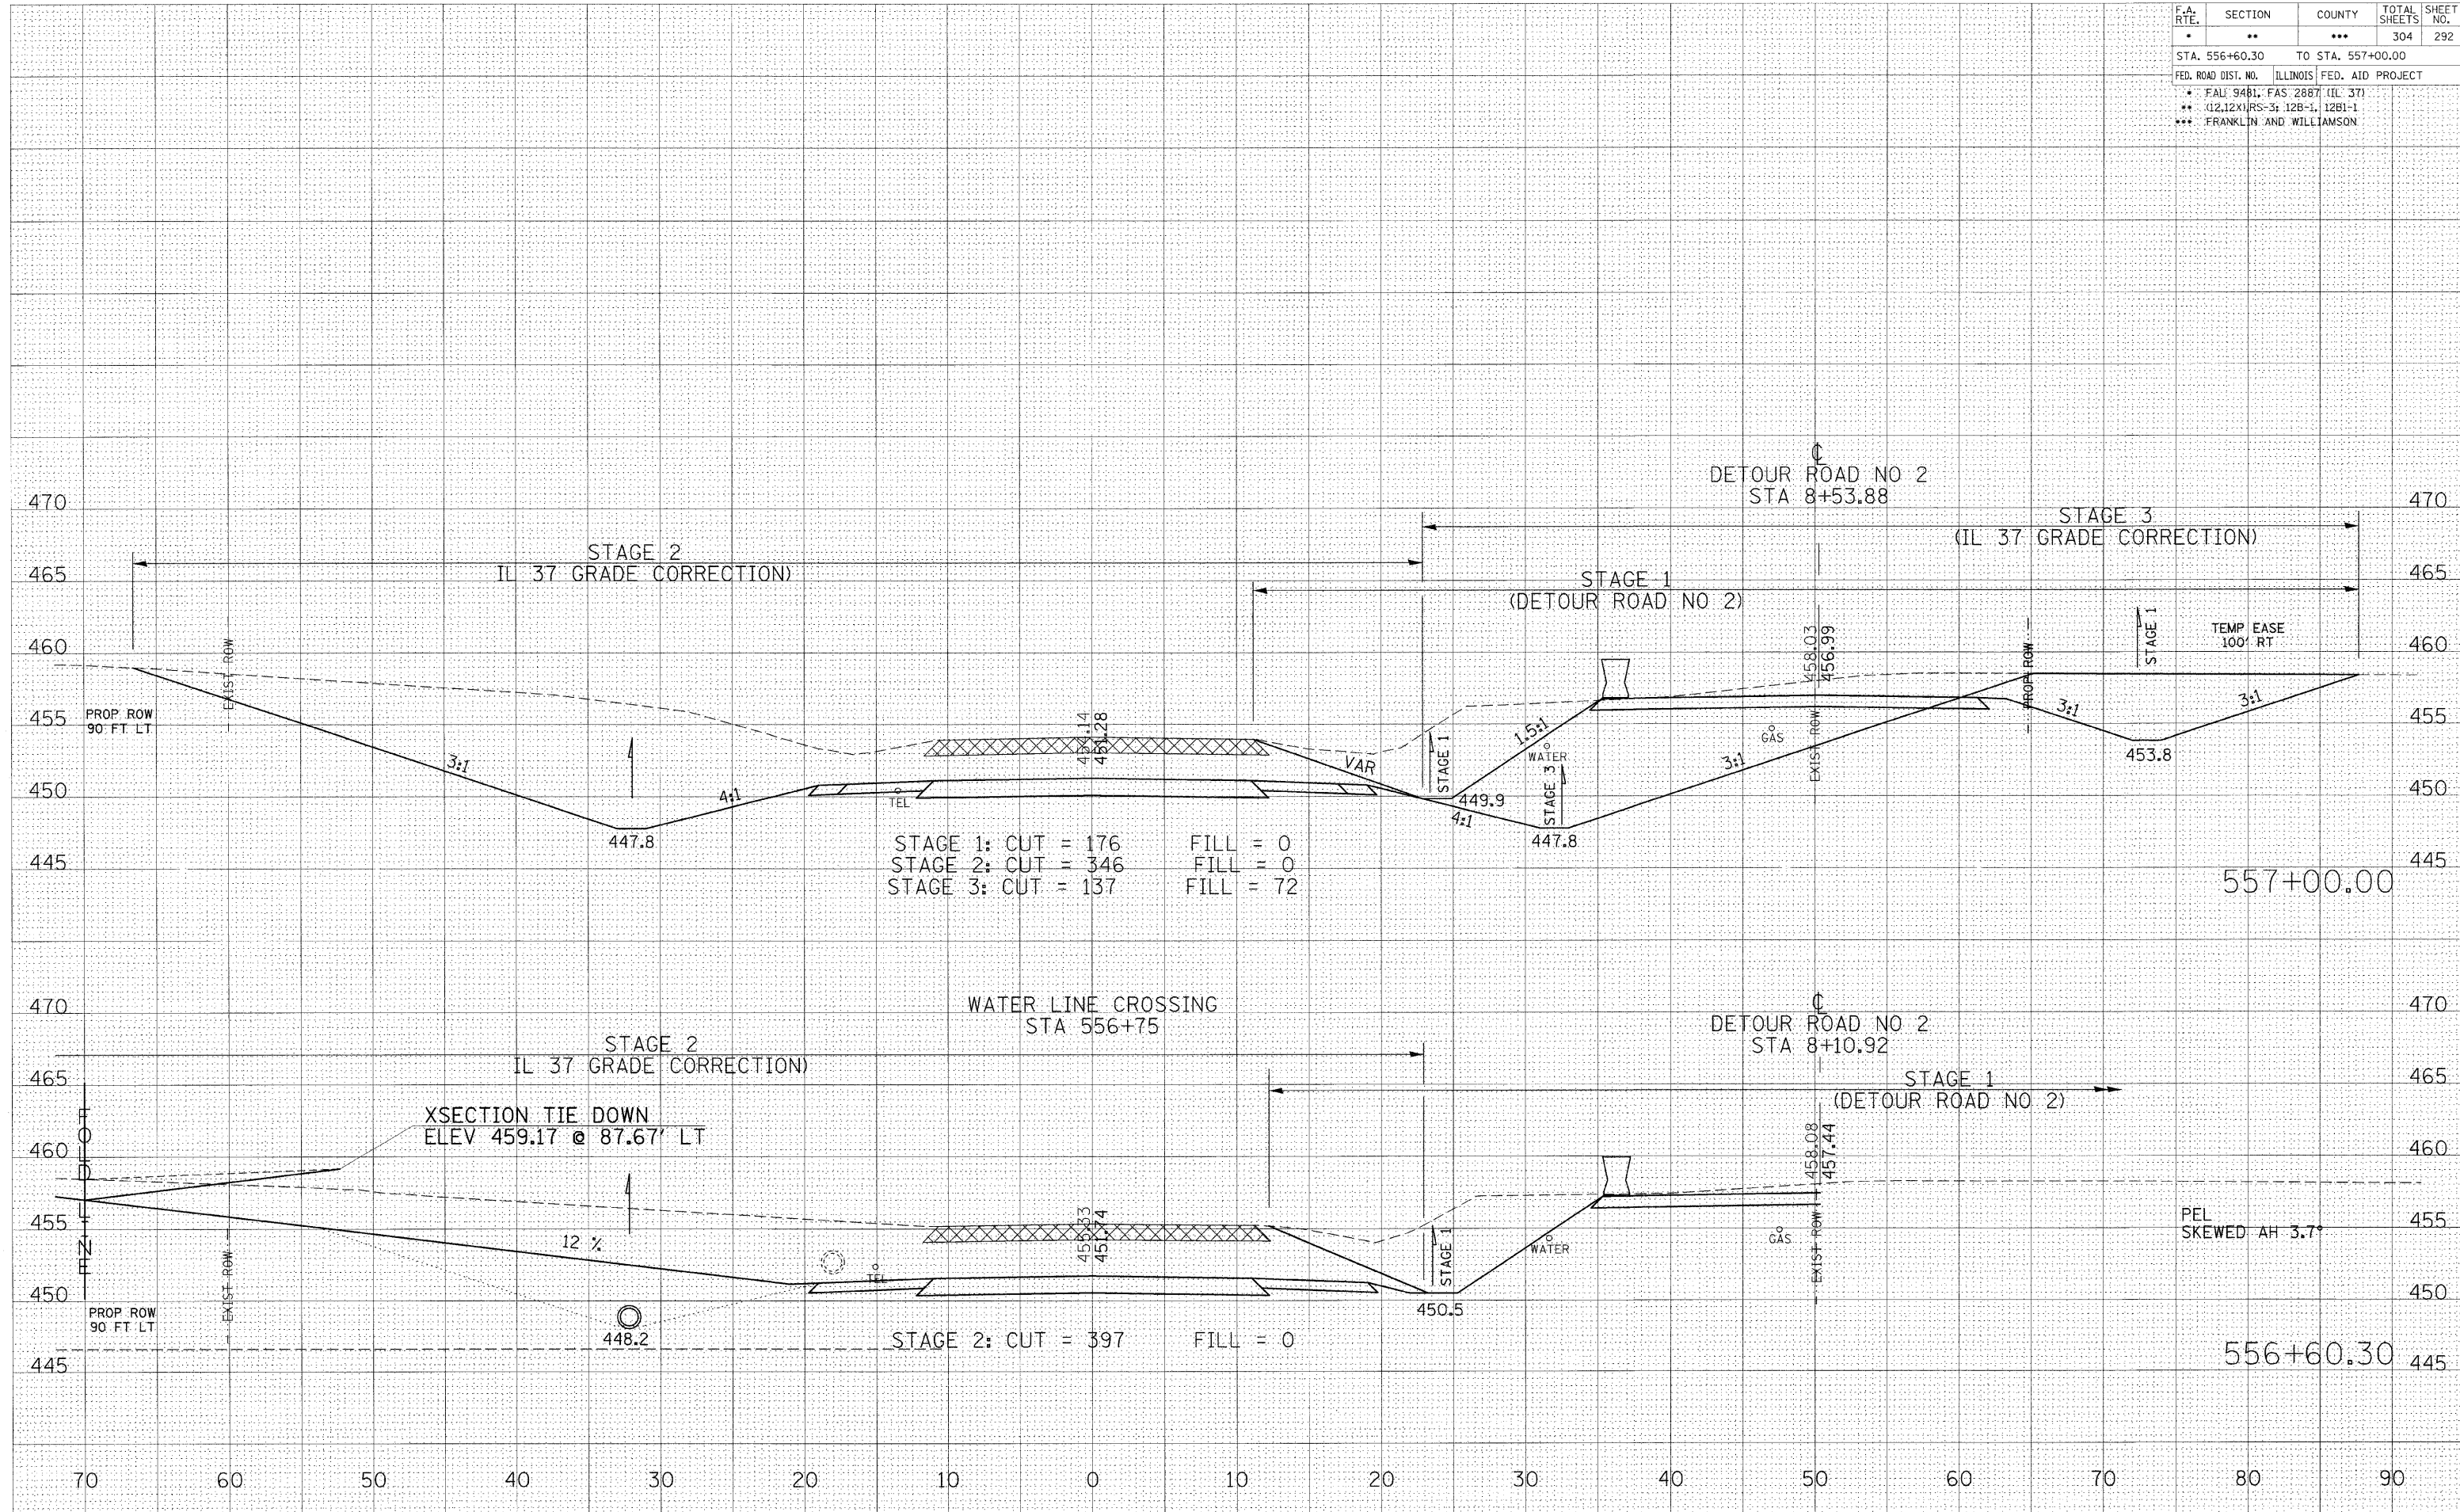 F.A. RTE. SECTION COUNTY TOTAL SHEETS SHEET NO.
* ** *** 304 292
STA. 556+60.30 TO STA. 557+00.00
FED. ROAD DIST. NO. ILLINOIS FED. AID PROJECT
* FAU 9481, FAS 2887 (IL 37)
** (12,12X),RS-3; 12B-1, 12B1-1
*** FRANKLIN AND WILLIAMSON
℄
DETOUR ROAD NO 2
STA 8+53.88
470 470
STAGE 3
(IL 37 GRADE CORRECTION)
STAGE 2
IL 37 GRADE CORRECTION)
465 465
STAGE 1
(DETOUR ROAD NO 2)
STAGE 1
TEMP EASE
100' RT
460 460
EXIST ROW
458.03
456.99
PROP ROW
PROP ROW
90 FT LT
455 455
454.14
451.28
1.5:1
WATER
GAS
EXIST ROW
3:1
3:1
453.8
3:1
VAR
STAGE 1
STAGE 3
3:1
4:1
TEL
450 450
449.9
4:1
447.8
447.8
STAGE 1: CUT = 176 FILL = 0
STAGE 2: CUT = 346 FILL = 0
STAGE 3: CUT = 137 FILL = 72
445 445
557+00.00
470 470
WATER LINE CROSSING
STA 556+75
℄
DETOUR ROAD NO 2
STA 8+10.92
STAGE 2
IL 37 GRADE CORRECTION)
465 465
STAGE 1
(DETOUR ROAD NO 2)
XSECTION TIE DOWN
ELEV 459.17 @ 87.67' LT
FOLD LINE
460 460
458.08
457.44
455 455
455.33
451.74
PEL
SKEWED AH 3.7°
12 %
EXIST ROW
TEL
STAGE 1
WATER
GAS
EXIST ROW
450 450
PROP ROW
90 FT LT
450.5
448.2
STAGE 2: CUT = 397 FILL = 0
445 445
556+60.30
70 60 50 40 30 20 10 0 10 20 30 40 50 60 70 80 90